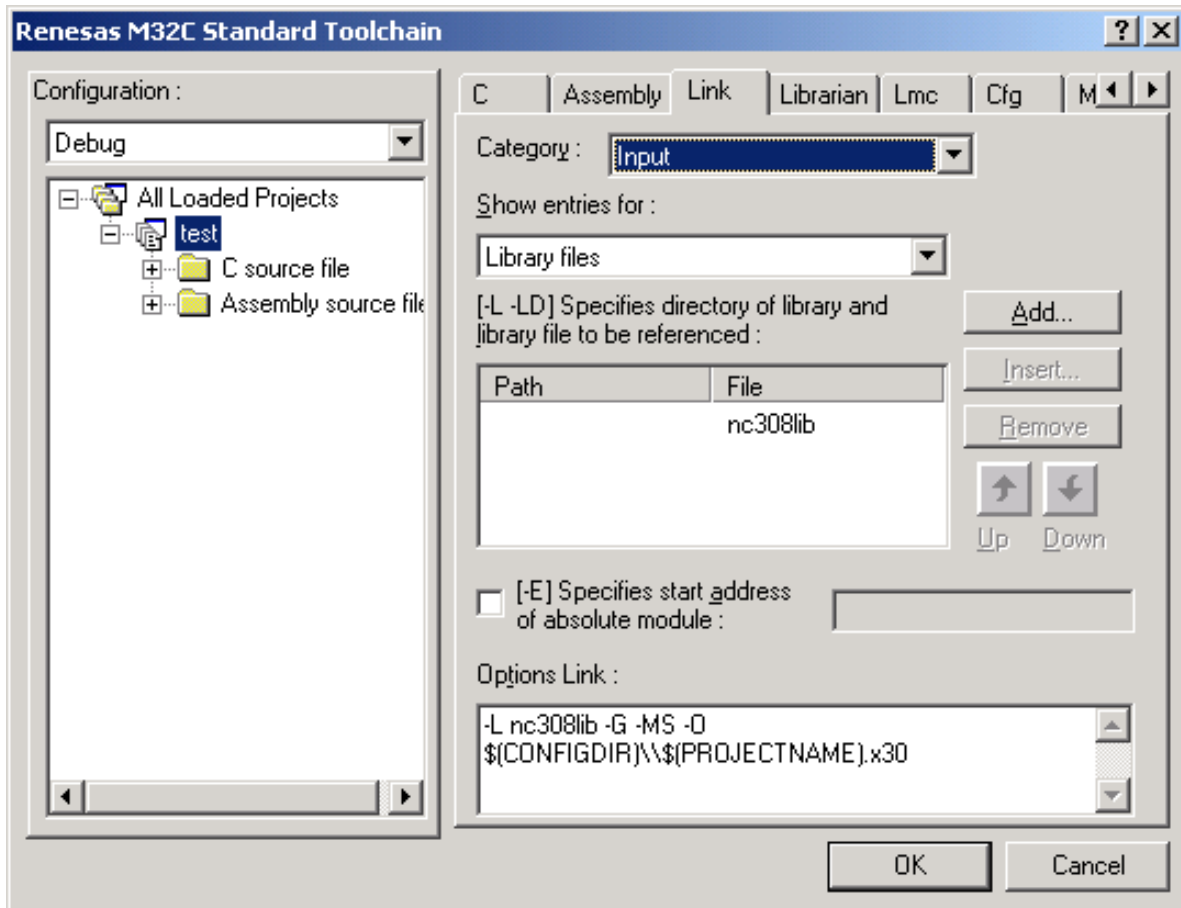 Renesas M32C Standard Toolchain
Configuration :
Debug
All Loaded Projects
test
C source file
Assembly source file
C Assembly Link Librarian Lmc Cfg M
Category : Input
Show entries for :
Library files
[-L -LD] Specifies directory of library and
library file to be referenced :
Path File
nc308lib
Add...
Insert...
Remove
Up Down
[-E] Specifies start address
of absolute module :
Options Link :
-L nc308lib -G -MS -O
$(CONFIGDIR)\\$(PROJECTNAME).x30
OK Cancel